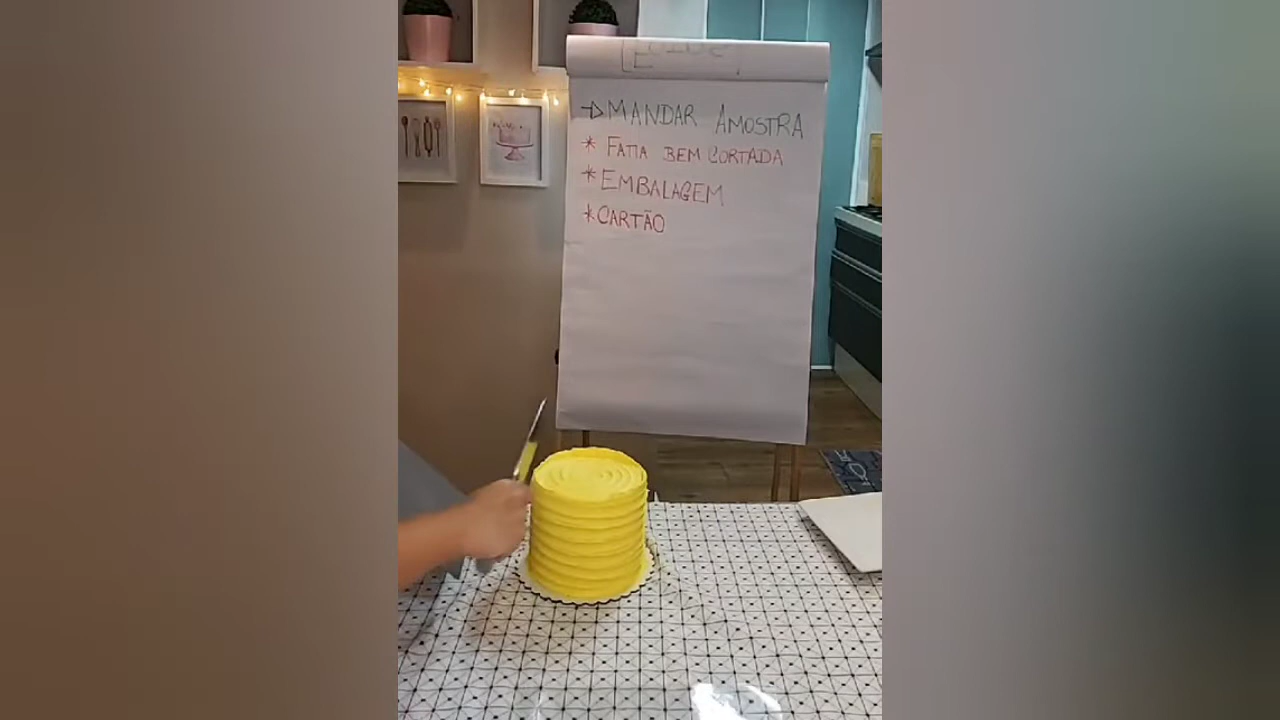 → MANDAR AMOSTRA
* FATIA BEM CORTADA
* EMBALAGEM
* CARTÃO